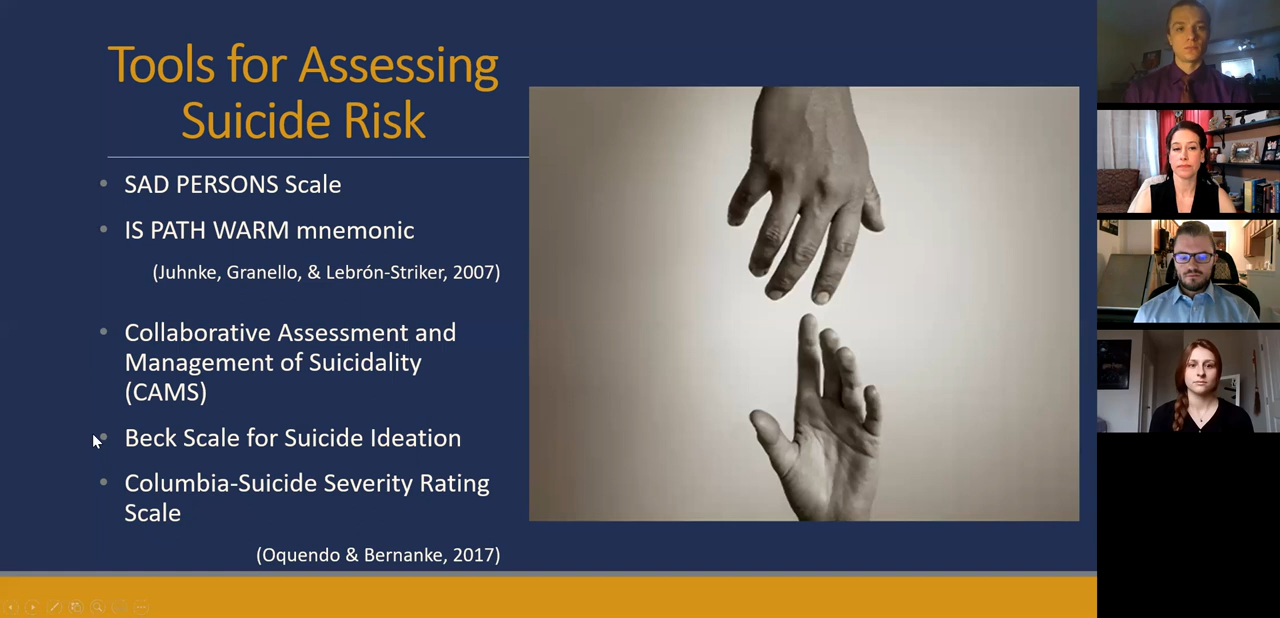 Tools for Assessing
Suicide Risk
SAD PERSONS Scale
IS PATH WARM mnemonic
(Juhnke, Granello, & Lebrón-Striker, 2007)
Collaborative Assessment and
Management of Suicidality
(CAMS)
Beck Scale for Suicide Ideation
Columbia-Suicide Severity Rating
Scale
(Oquendo & Bernanke, 2017)